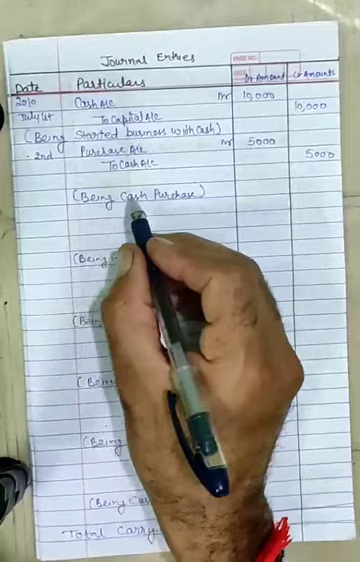 Journal Entries
Date Particulars Dr Amount Cr Amounts
2010 Cash A/c Dr 10,000
July 1st To Capital A/c 10,000
(Being Started business with Cash)
- 2nd Purchase A/c Dr 5000
To Cash A/c 5000
(Being Cash Purchase)
(Being
(Being
(Being
(Being
(Being Cas
Total Carry